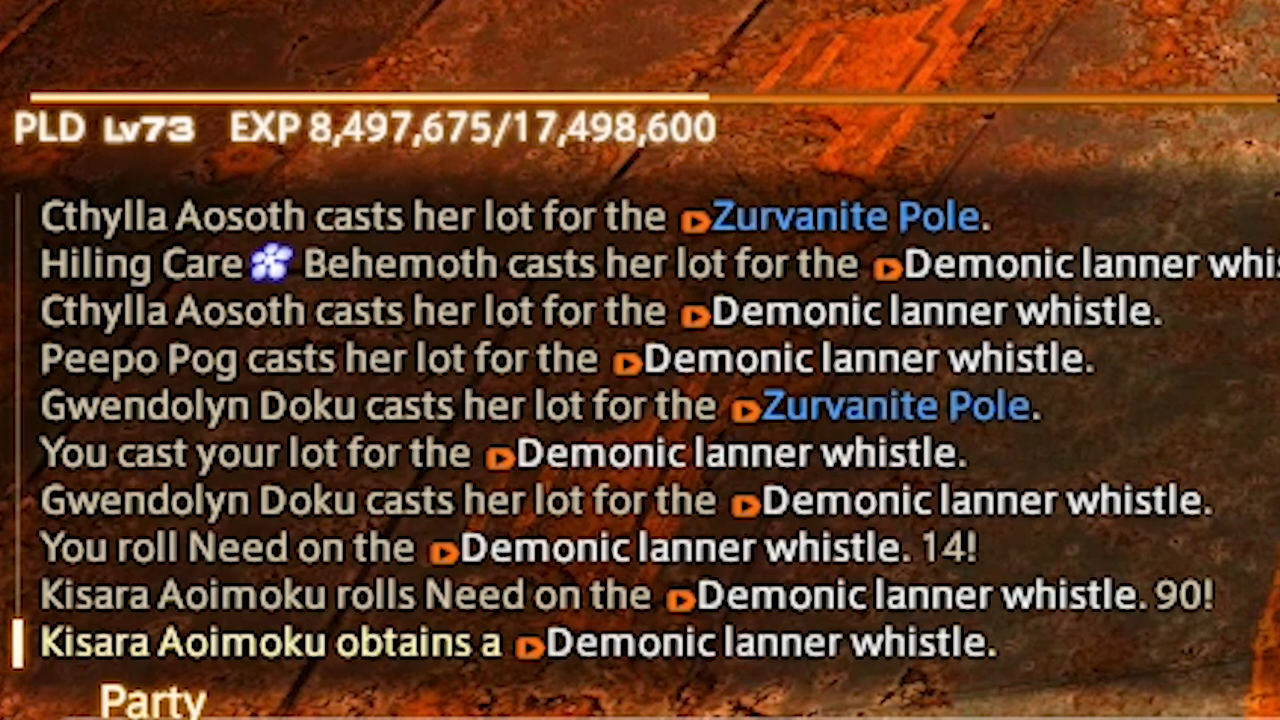 PLD Lv73 EXP 8,497,675/17,498,600
Cthylla Aosoth casts her lot for the Zurvanite Pole.
Hiling Care Behemoth casts her lot for the Demonic lanner whis
Cthylla Aosoth casts her lot for the Demonic lanner whistle.
Peepo Pog casts her lot for the Demonic lanner whistle.
Gwendolyn Doku casts her lot for the Zurvanite Pole.
You cast your lot for the Demonic lanner whistle.
Gwendolyn Doku casts her lot for the Demonic lanner whistle.
You roll Need on the Demonic lanner whistle. 14!
Kisara Aoimoku rolls Need on the Demonic lanner whistle. 90!
Kisara Aoimoku obtains a Demonic lanner whistle.
Party